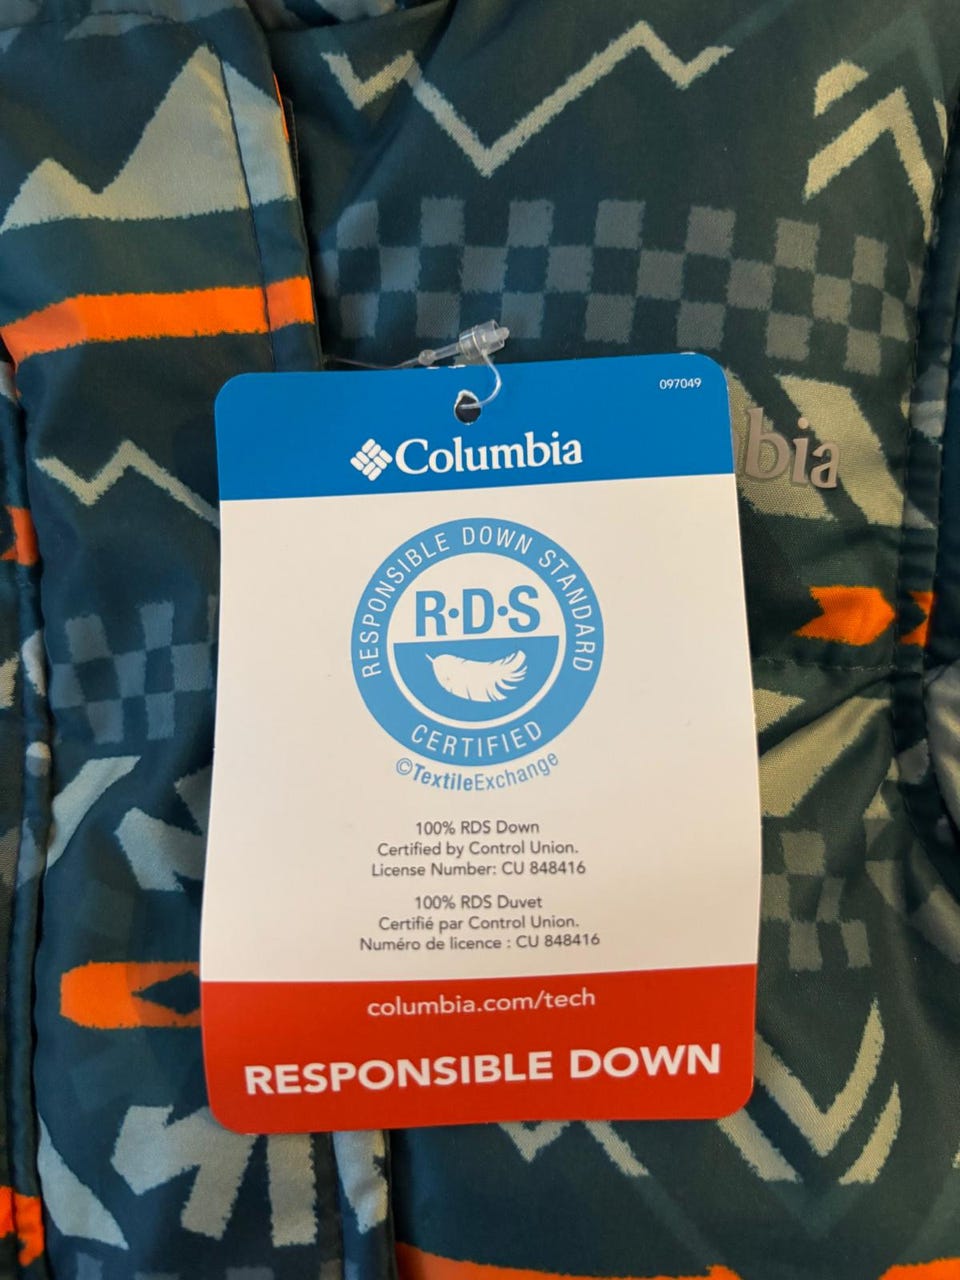 097049
Columbia
bia
RESPONSIBLE DOWN STANDARD
R·D·S
CERTIFIED
©TextileExchange
100% RDS Down
Certified by Control Union.
License Number: CU 848416
100% RDS Duvet
Certifié par Control Union.
Numéro de licence : CU 848416
columbia.com/tech
RESPONSIBLE DOWN